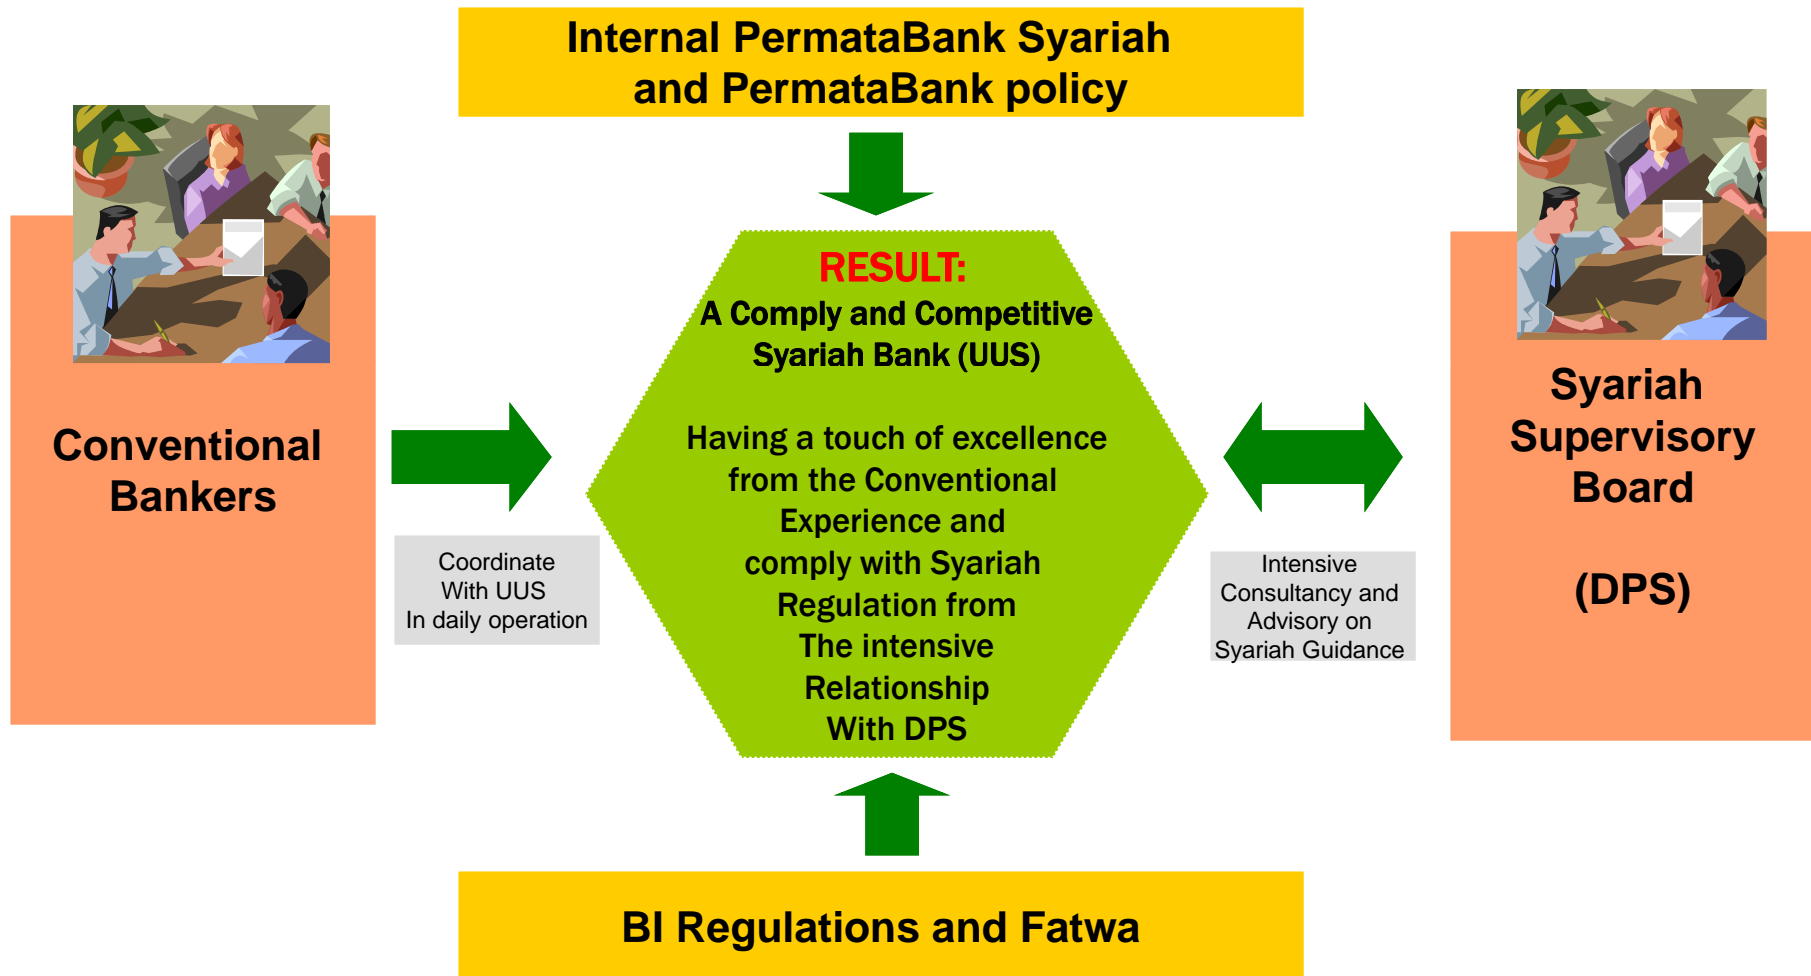 Internal PermataBank Syariah
and PermataBank policy
Conventional
Bankers
Coordinate
With UUS
In daily operation
RESULT:
A Comply and Competitive
Syariah Bank (UUS)
Having a touch of excellence
from the Conventional
Experience and
comply with Syariah
Regulation from
The intensive
Relationship
With DPS
Intensive
Consultancy and
Advisory on
Syariah Guidance
Syariah
Supervisory
Board
(DPS)
BI Regulations and Fatwa